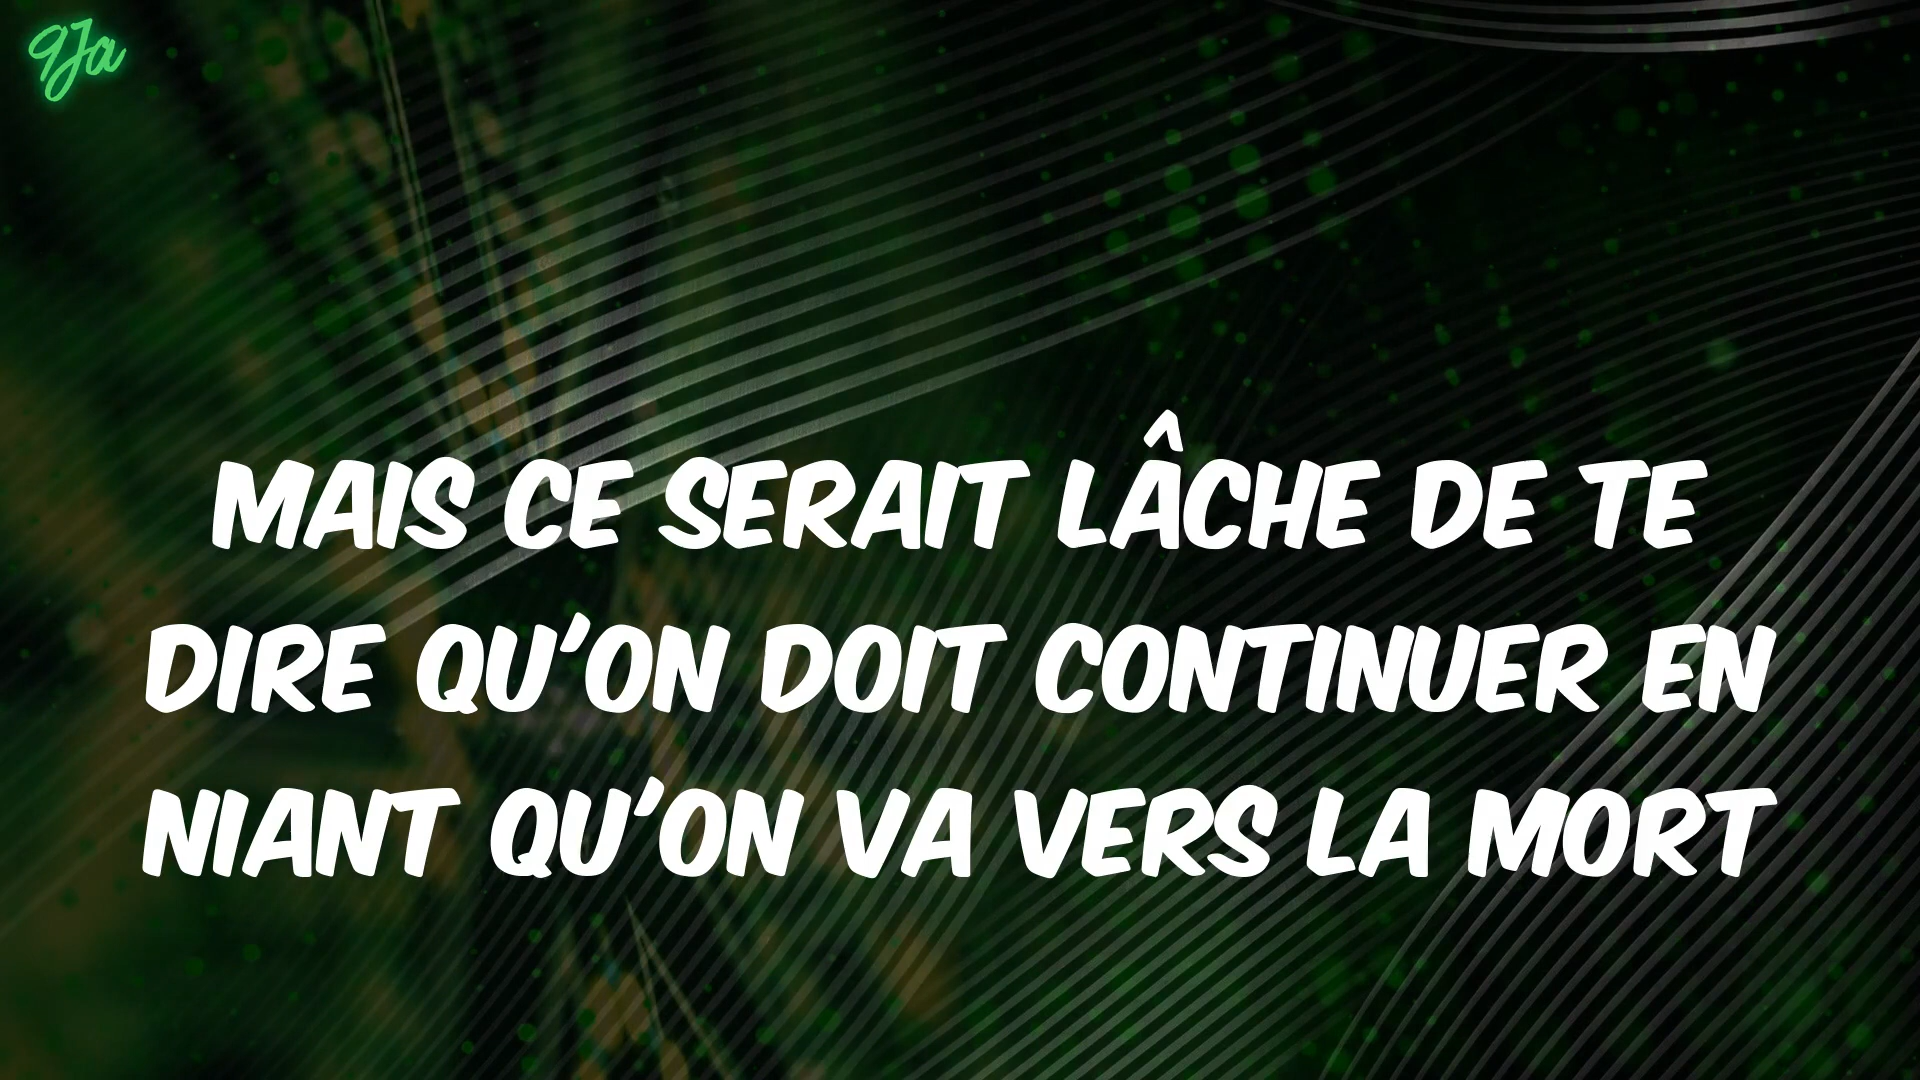 9Ja
MAIS CE SERAIT LÂCHE DE TE
DIRE QU'ON DOIT CONTINUER EN
NIANT QU'ON VA VERS LA MORT